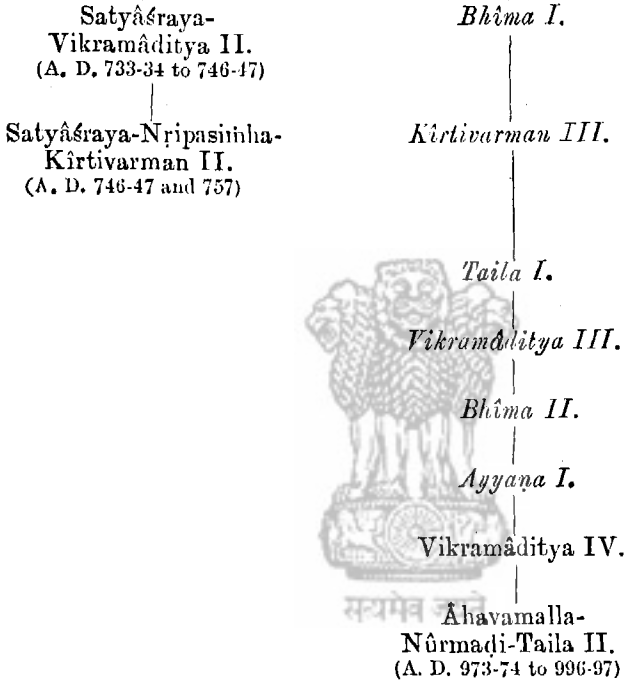 Satyâśraya-
Vikramâditya II.
(A. D. 733-34 to 746-47)
Satyâśraya-Nṛipasiṁha-
Kîrtivarman II.
(A. D. 746-47 and 757)
Bhîma I.
Kîrtivarman III.
Taila I.
Vikramâditya III.
Bhîma II.
Ayyaṇa I.
Vikramâditya IV.
सत्यमेव जयते
Âhavamalla-
Nûrmaḍi-Taila II.
(A. D. 973-74 to 996-97)